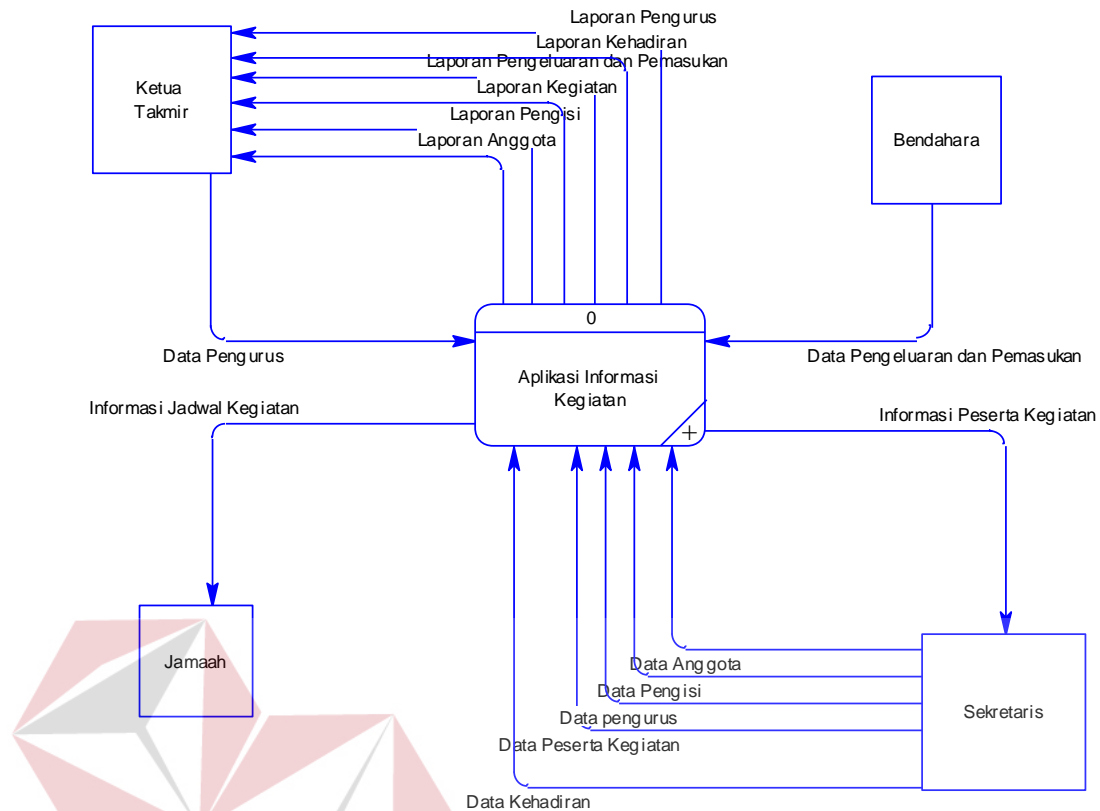 Laporan Pengurus
Laporan Kehadiran
Laporan Pengeluaran dan Pemasukan
Laporan Kegiatan
Laporan Pengisi
Laporan Anggota
Ketua
Takmir
Bendahara
0
Aplikasi Informasi
Kegiatan
+
Data Pengurus
Data Pengeluaran dan Pemasukan
Informasi Jadwal Kegiatan
Informasi Peserta Kegiatan
Jamaah
Data Anggota
Data Pengisi
Data pengurus
Data Peserta Kegiatan
Data Kehadiran
Sekretaris